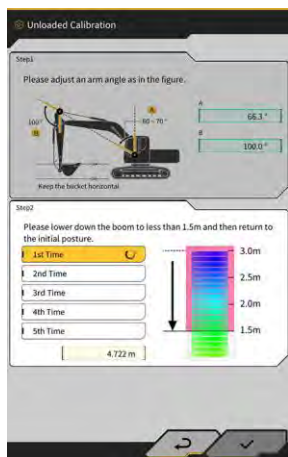 Unloaded Calibration
Step1
Please adjust an arm angle as in the figure.
A
100°
60 ~ 70°
B
A
66.3 °
B
100.0 °
Keep the bucket horizontal
Step2
Please lower down the boom to less than 1.5m and then return to
the initial posture.
1st Time
2nd Time
3rd Time
4th Time
5th Time
4.722 m
3.0m
2.5m
2.0m
1.5m